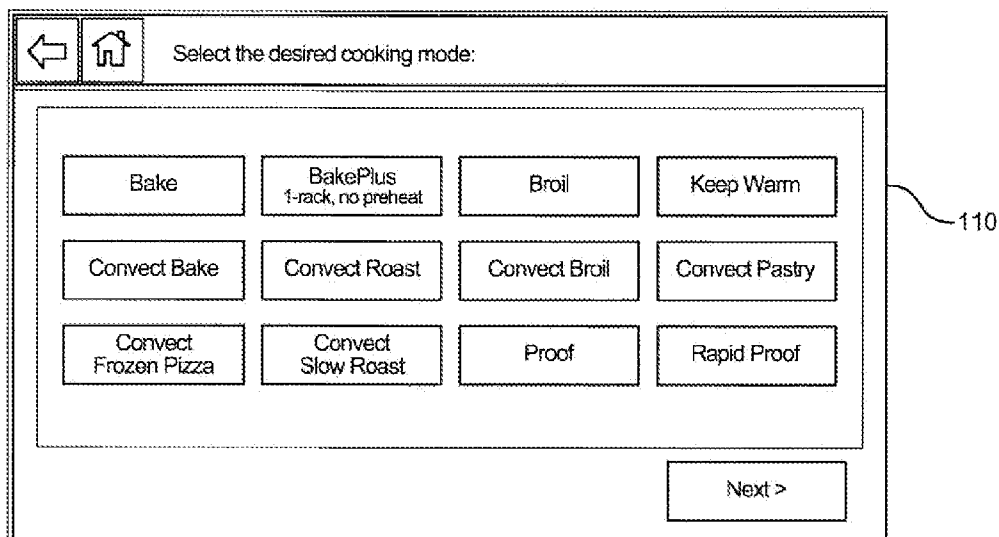 Select the desired cooking mode:
Bake
BakePlus
1-rack, no preheat
Broil
Keep Warm
Convect Bake
Convect Roast
Convect Broil
Convect Pastry
Convect
Frozen Pizza
Convect
Slow Roast
Proof
Rapid Proof
Next >
110